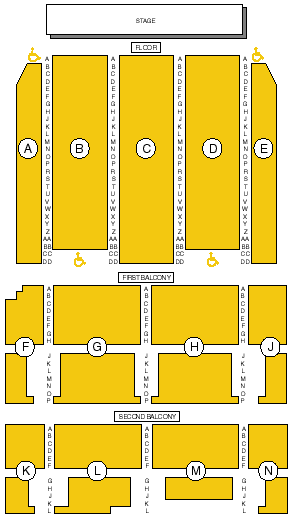 STAGE
FLOOR
A A A A
B B B B
C C C C
D D D D
E E E E
F F F F
G G G G
H H H H
J J J J
K K K K
L L L L
M M M M
A N B N C N D N E
O O O O
P P P P
R R R R
S S S S
T T T T
U U U U
V V V V
W W W W
X X X X
Y Y Y Y
Z Z Z Z
AA AA AA AA
BB BB BB BB
CC CC CC CC
DD DD DD DD
FIRST BALCONY
A A A
B B B
C C C
D D D
E E E
F F F
G G G
H H H
F G H J
J J J
K K K
L L L
M M M
N N N
O O O
P P P
SECOND BALCONY
A A A
B B B
C C C
D D D
E E E
F F F
K L M N
G G G
H H H
J J J
K K K
L L L